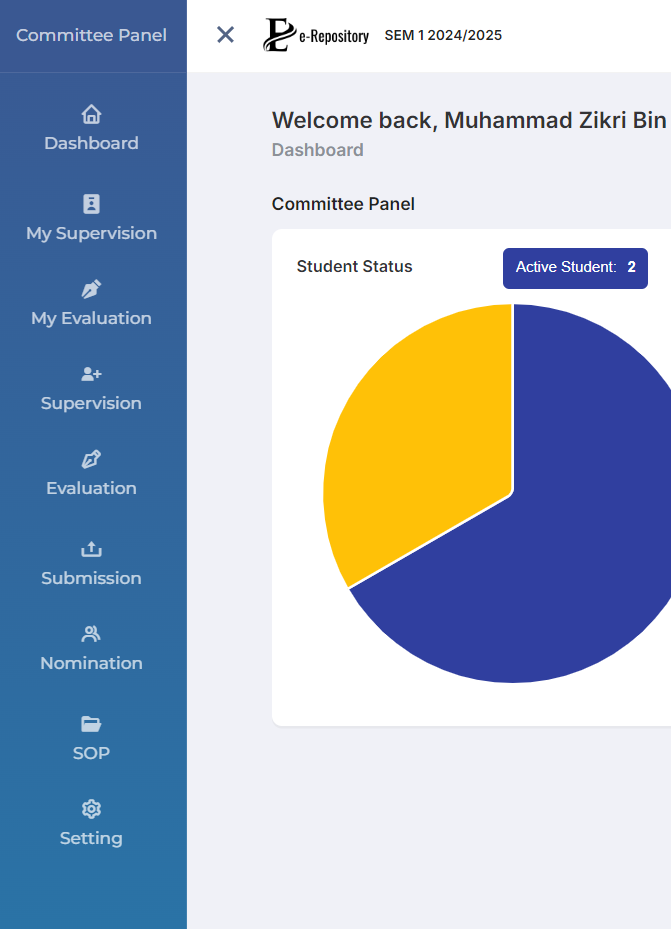 Committee Panel
e-Repository
SEM 1 2024/2025
Dashboard
My Supervision
My Evaluation
Supervision
Evaluation
Submission
Nomination
SOP
Setting
Welcome back, Muhammad Zikri Bin
Dashboard
Committee Panel
Student Status
Active Student: 2